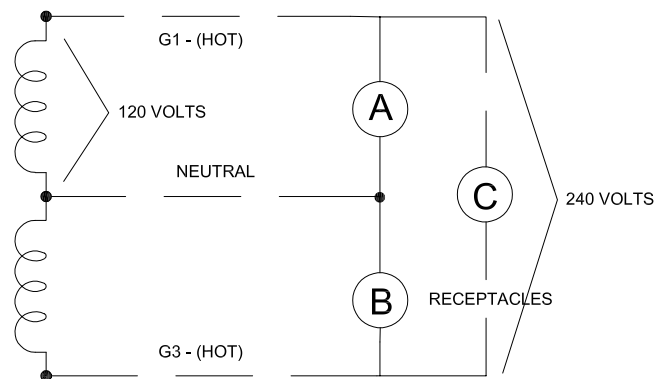 G1 - (HOT)
A
120 VOLTS
NEUTRAL
C
240 VOLTS
B
RECEPTACLES
G3 - (HOT)